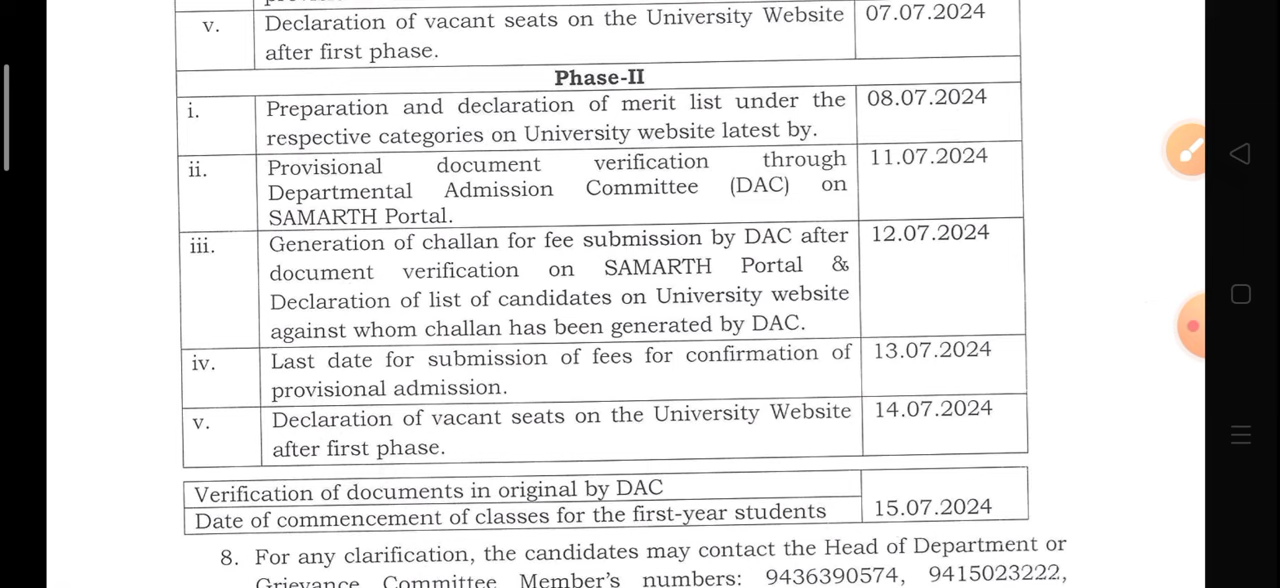 v. Declaration of vacant seats on the University Website 07.07.2024
after first phase.
Phase-II
i. Preparation and declaration of merit list under the 08.07.2024
respective categories on University website latest by.
ii. Provisional document verification through 11.07.2024
Departmental Admission Committee (DAC) on
SAMARTH Portal.
iii. Generation of challan for fee submission by DAC after 12.07.2024
document verification on SAMARTH Portal &
Declaration of list of candidates on University website
against whom challan has been generated by DAC.
iv. Last date for submission of fees for confirmation of 13.07.2024
provisional admission.
v. Declaration of vacant seats on the University Website 14.07.2024
after first phase.
Verification of documents in original by DAC
Date of commencement of classes for the first-year students 15.07.2024
8. For any clarification, the candidates may contact the Head of Department or
Grievance Committee Member's numbers: 9436390574, 9415023222,